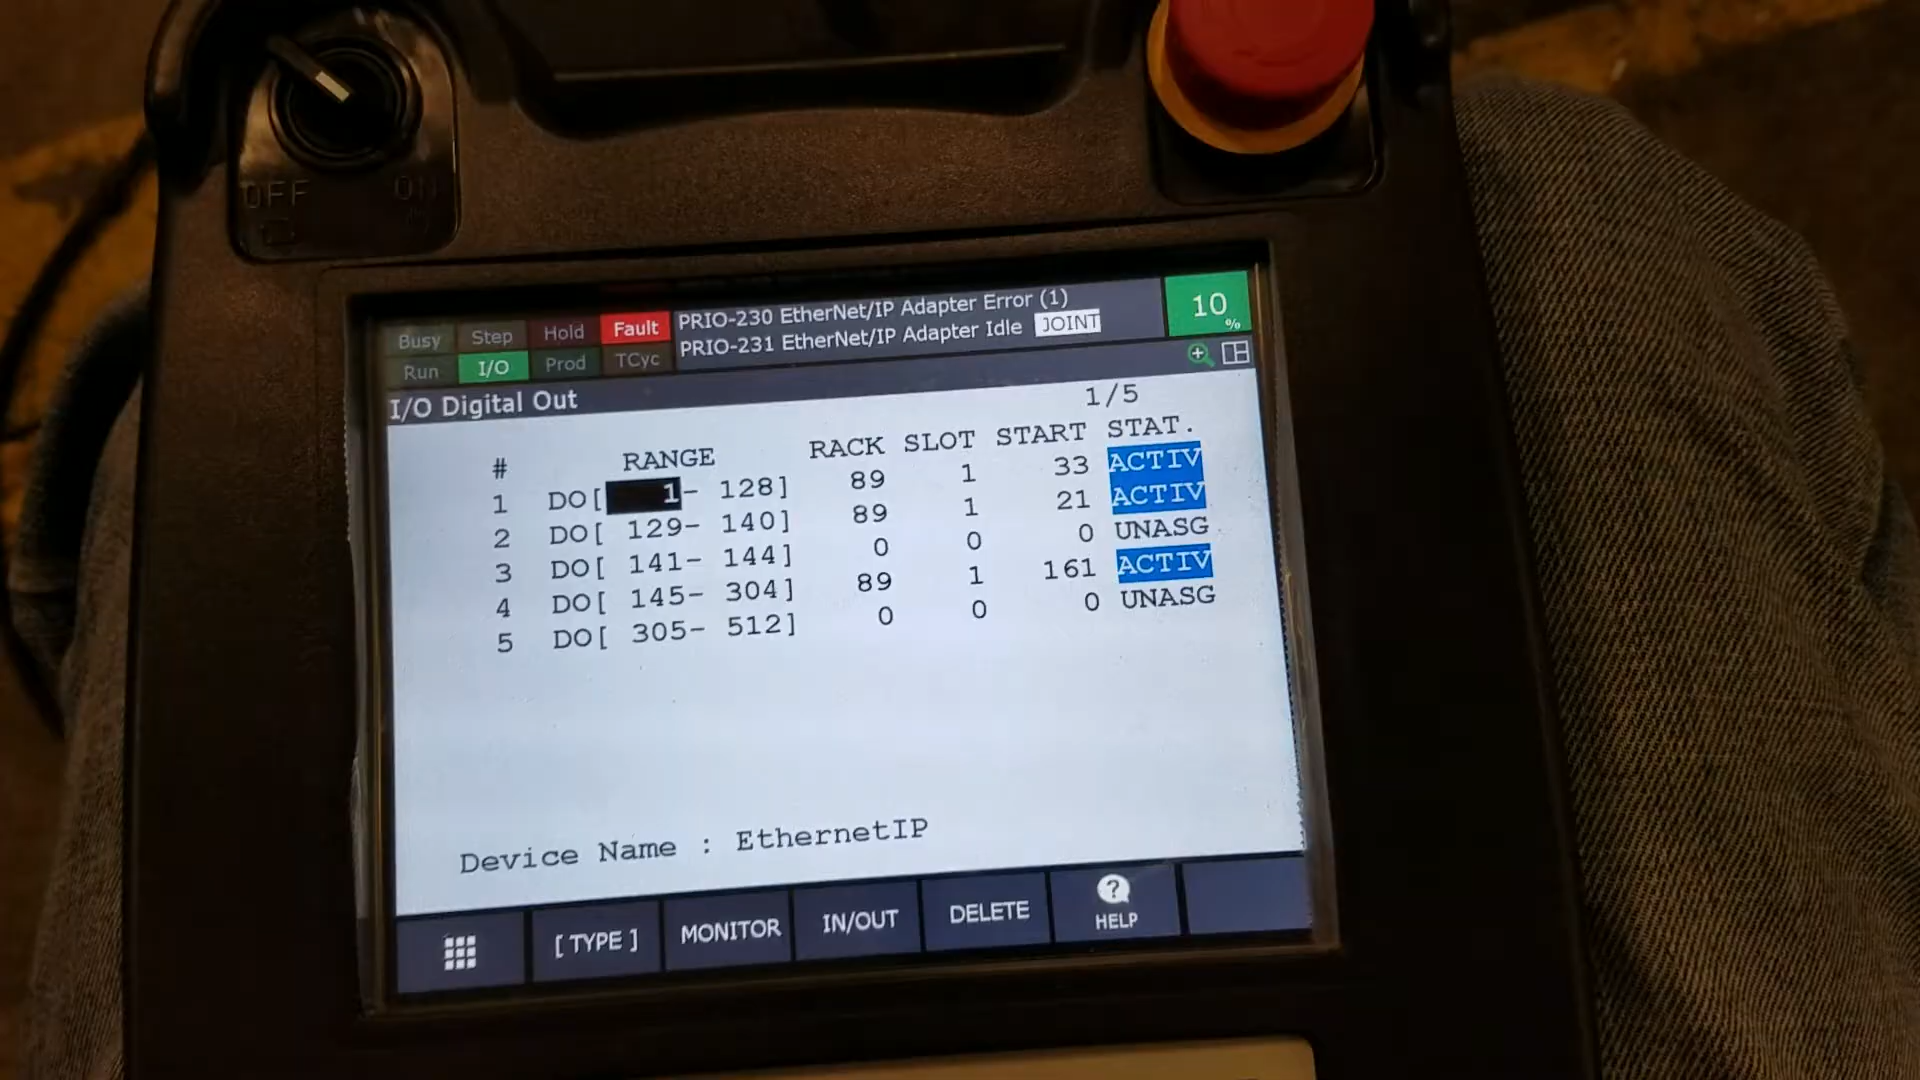 OFF ON
Busy Step Hold Fault PRIO-230 EtherNet/IP Adapter Error (1)
Run I/O Prod TCyc PRIO-231 EtherNet/IP Adapter Idle JOINT
10 %
I/O Digital Out
1/5
# RANGE RACK SLOT START STAT.
1 DO[ 1- 128] 89 1 33 ACTIV
2 DO[ 129- 140] 89 1 21 ACTIV
3 DO[ 141- 144] 0 0 0 UNASG
4 DO[ 145- 304] 89 1 161 ACTIV
5 DO[ 305- 512] 0 0 0 UNASG
Device Name : EthernetIP
[ TYPE ] MONITOR IN/OUT DELETE ? HELP